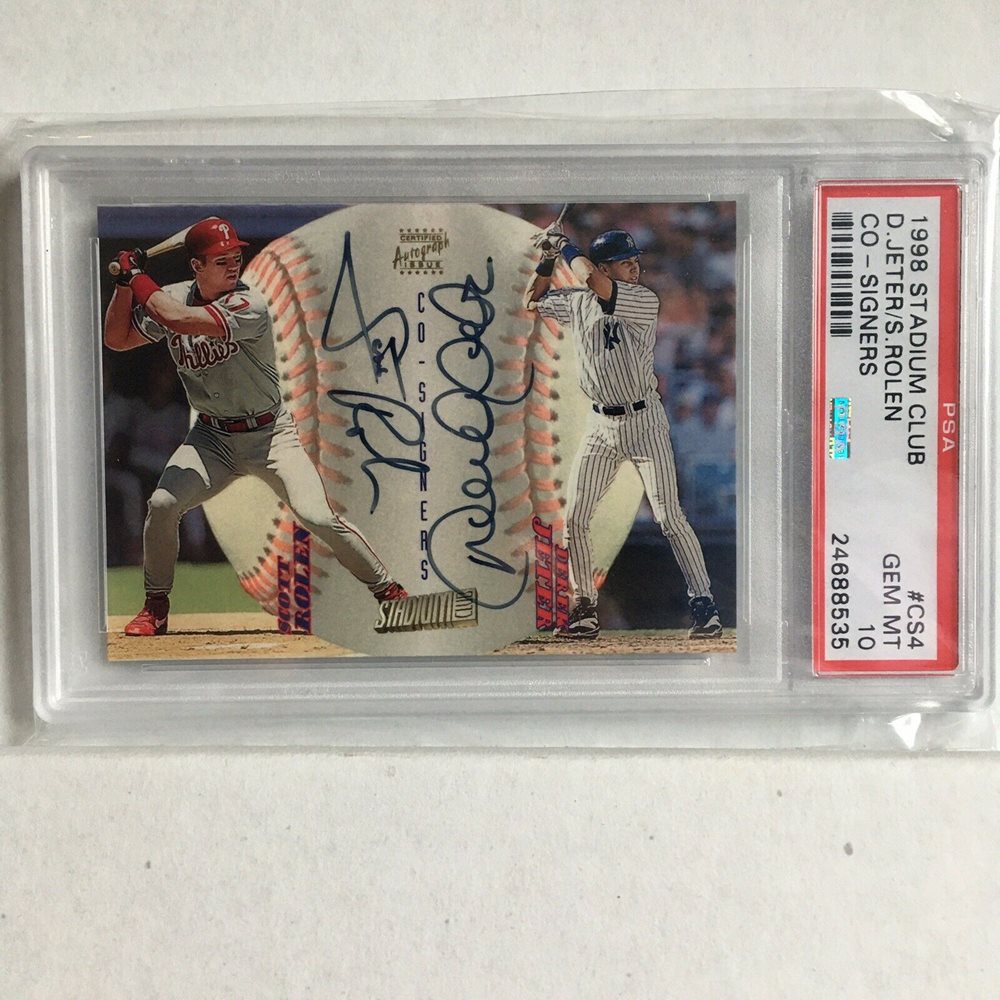 1998 STADIUM CLUB
#CS4
D.JETER/S.ROLEN
GEM MT
CO - SIGNERS
10
PSA
24688535
CERTIFIED
Autograph
ISSUE
CO-SIGNERS
SCOTT
ROLEN
DEREK
JETER
STADIUM CLUB
Phillies
P
NY